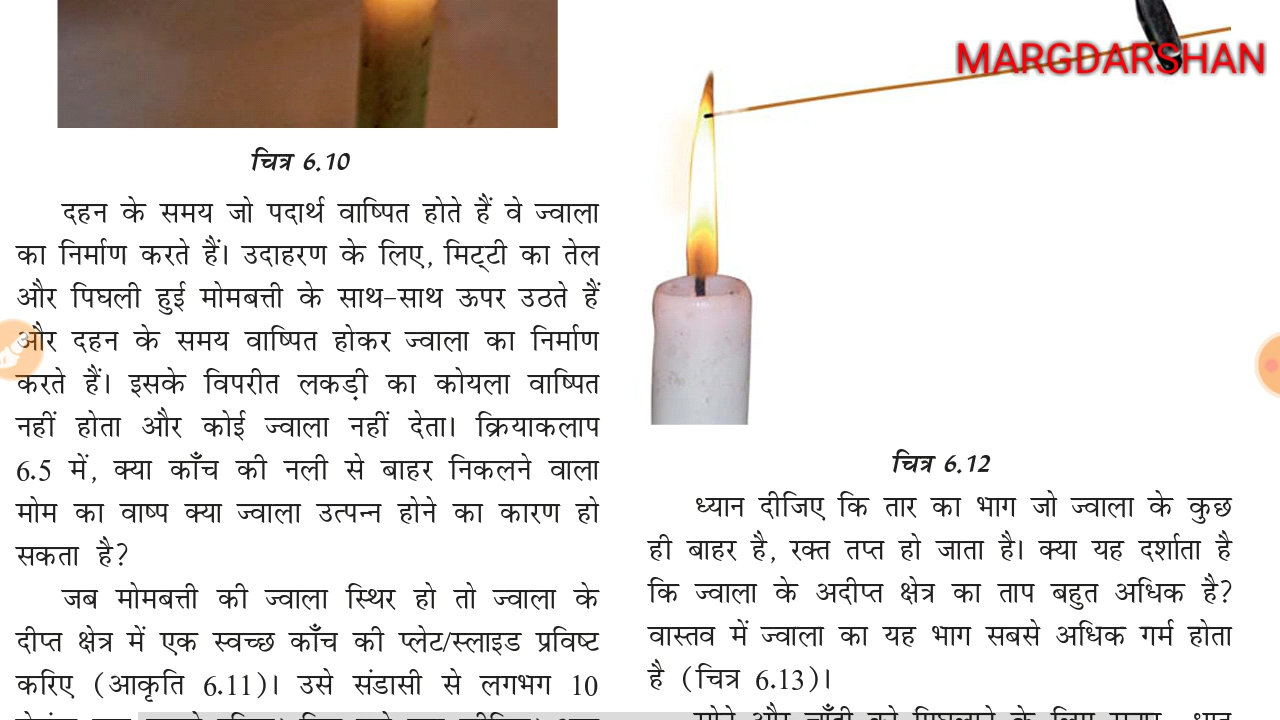 MARGDARSHAN
चित्र 6.10
दहन के समय जो पदार्थ वाष्पित होते हैं वे ज्वाला
का निर्माण करते हैं। उदाहरण के लिए, मिट्टी का तेल
और पिघली हुई मोमबत्ती के साथ-साथ ऊपर उठते हैं
और दहन के समय वाष्पित होकर ज्वाला का निर्माण
करते हैं। इसके विपरीत लकड़ी का कोयला वाष्पित
नहीं होता और कोई ज्वाला नहीं देता। क्रियाकलाप
6.5 में, क्या काँच की नली से बाहर निकलने वाला
मोम का वाष्प क्या ज्वाला उत्पन्न होने का कारण हो
सकता है?
जब मोमबत्ती की ज्वाला स्थिर हो तो ज्वाला के
दीप्त क्षेत्र में एक स्वच्छ काँच की प्लेट/स्लाइड प्रविष्ट
करिए (आकृति 6.11)। उसे संडासी से लगभग 10
चित्र 6.12
ध्यान दीजिए कि तार का भाग जो ज्वाला के कुछ
ही बाहर है, रक्त तप्त हो जाता है। क्या यह दर्शाता है
कि ज्वाला के अदीप्त क्षेत्र का ताप बहुत अधिक है?
वास्तव में ज्वाला का यह भाग सबसे अधिक गर्म होता
है (चित्र 6.13)।